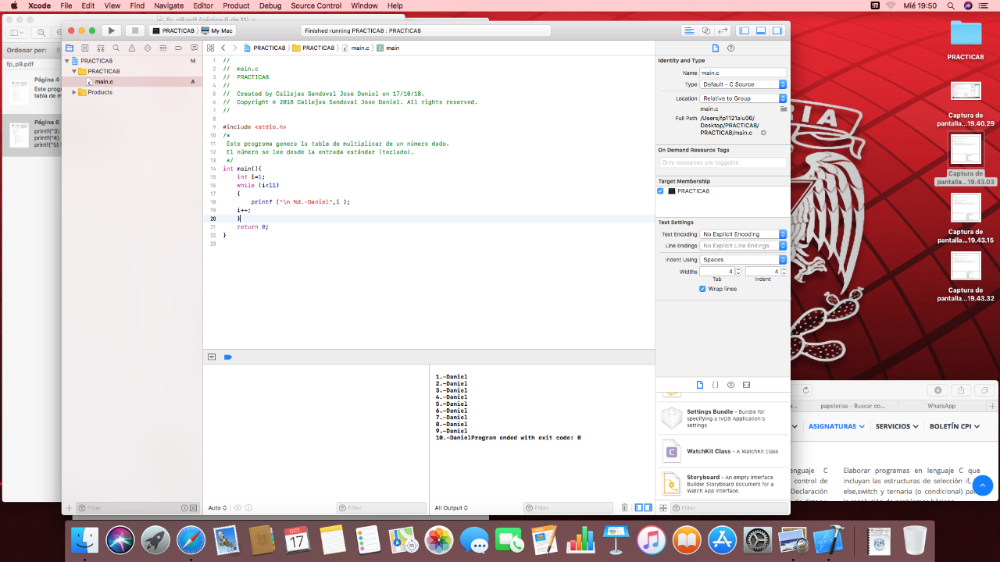 Xcode File Edit View Find Navigate Editor Product Debug Source Control Window Help
Mié 19:50
fp_p9.pdf (página 6 de 11)
Ordenar por:
fp_p9.pdf
Página 4
Este prog
tabla de m
Página 6
printf("3)
printf("4)
printf("5) S
PRACTICA8 My Mac
Finished running PRACTICA8 : PRACTICA8
PRACTICA8 M
PRACTICA8
main.c A
Products
PRACTICA8 PRACTICA8 main.c main
1 //
2 // main.c
3 // PRACTICA8
4 //
5 // Created by Callejas Sandoval Jose Daniel on 17/10/18.
6 // Copyright © 2018 Callejas Sandoval Jose Daniel. All rights reserved.
7 //
8
9 #include <stdio.h>
10 /*
11 Este programa genera la tabla de multiplicar de un número dado.
12 El número se lee desde la entrada estándar (teclado).
13 */
14 int main(){
15 int i=1;
16 while (i<11)
17 {
18 printf ("\n %d.-Daniel",i );
19 i++;
20 }
21 return 0;
22 }
23
1.-Daniel
2.-Daniel
3.-Daniel
4.-Daniel
5.-Daniel
6.-Daniel
7.-Daniel
8.-Daniel
9.-Daniel
10.-DanielProgram ended with exit code: 0
Filter
Auto
Filter
All Output
Filter
Identity and Type
Name main.c
Type Default - C Source
Location Relative to Group
main.c
Full Path /Users/fp1121alu06/
Desktop/PRACTICA8/
PRACTICA8/main.c
On Demand Resource Tags
Only resources are taggable
Target Membership
PRACTICA8
Text Settings
Text Encoding No Explicit Encoding
Line Endings No Explicit Line Endings
Indent Using Spaces
Widths 4 4
Tab Indent
Wrap lines
{ }
Settings Bundle - Bundle for
specifying a tvOS Application's
settings
C
WatchKit Class - A WatchKit class
Storyboard - An empty Interface
Builder Storyboard document for a
Watch App interface.
Filter
PRACTICA8
Captura de
pantalla...19.40.29
Captura de
pantalla...19.43.03
Captura de
pantalla...19.43.15
Captura de
pantalla...19.43.32
RIA
papelerias - Buscar co...
WhatsApp
ASIGNATURAS SERVICIOS BOLETÍN CPI
enguaje C
control de
Declaración
Elaborar programas en lenguaje C que
incluyan las estructuras de selección if,
else,switch y ternaria (o condicional) par
la resolución de problemas básicos
OCT.
17